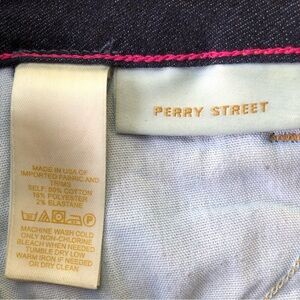 PERRY STREET
MADE IN USA OF
IMPORTED FABRIC AND
TRIMS
SELF: 80% COTTON
18% POLYESTER
2% ELASTANE
P
MACHINE WASH COLD
ONLY NON-CHLORINE
BLEACH WHEN NEEDED
TUMBLE DRY LOW
WARM IRON IF NEEDED OR
DRY CLEAN